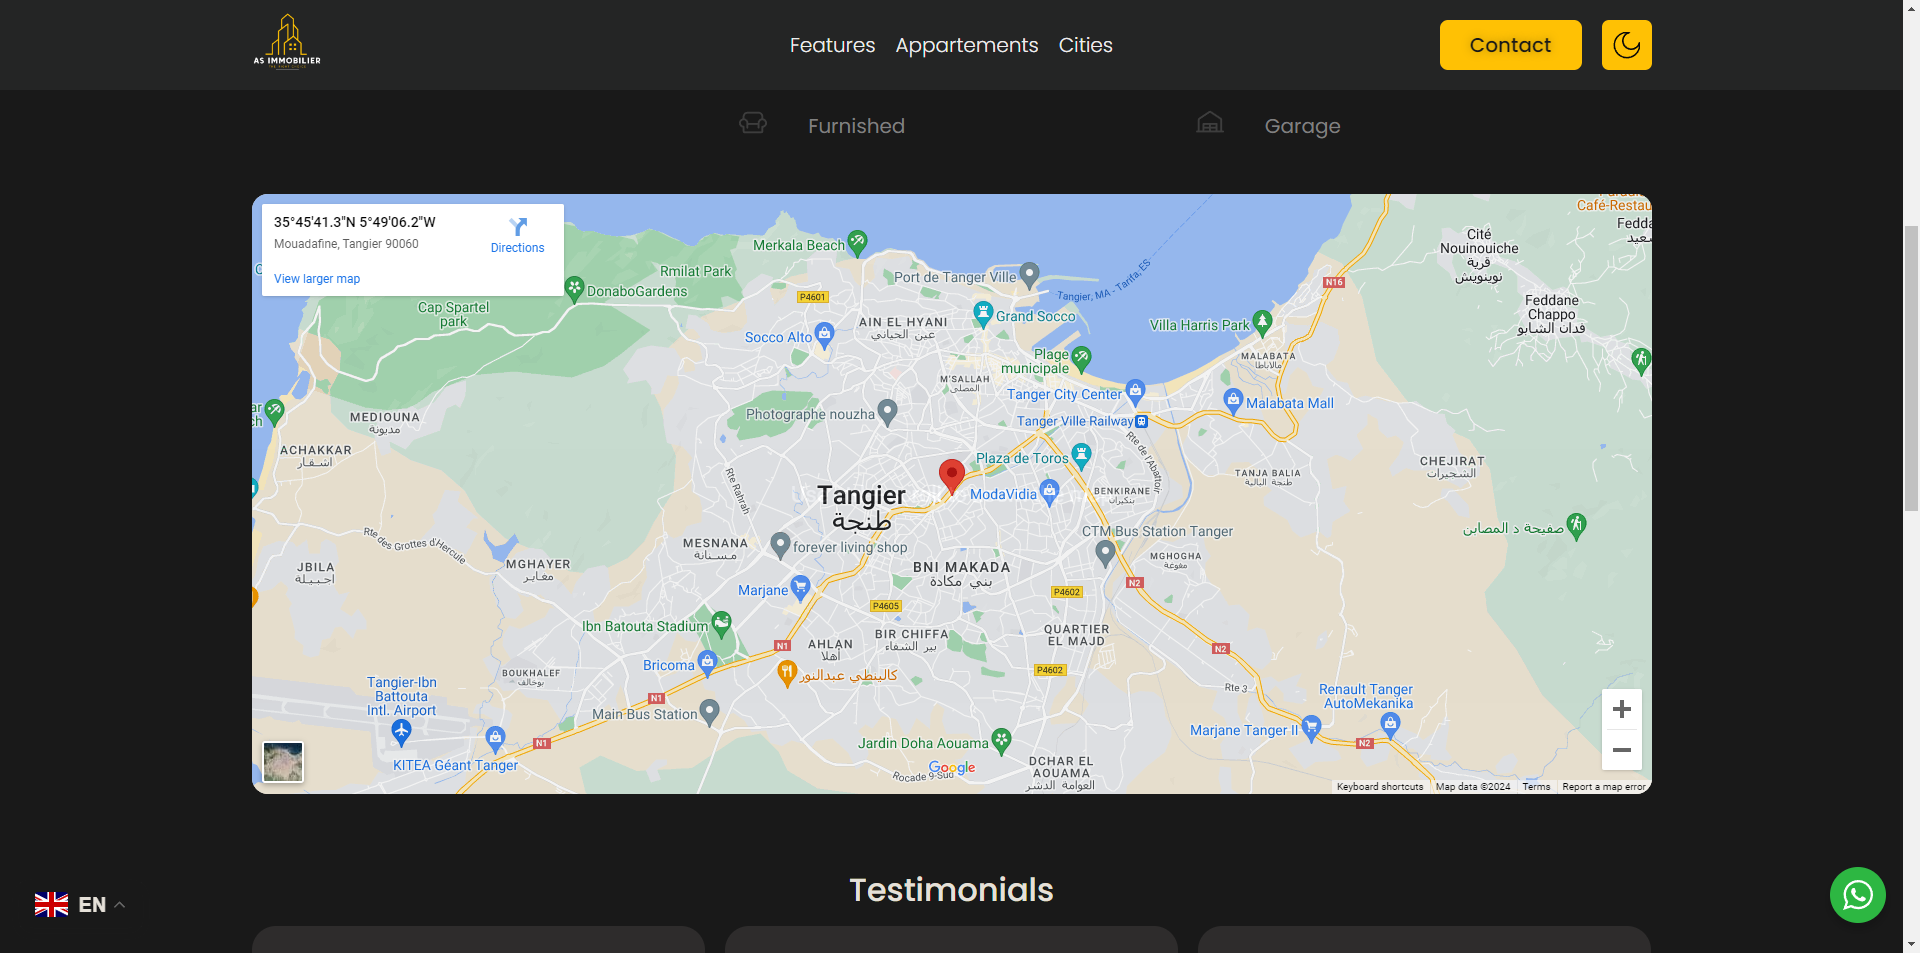 AS IMMOBILIER
Features
Appartements
Cities
Contact
Furnished
Garage
35°45'41.3"N 5°49'06.2"W
Mouadafine, Tangier 90060
Directions
View larger map
Merkala Beach
Port de Tanger Ville
Tangier, MA - Tarifa, ES
N16
Café-Restau
Cité
Nouinouiche
قرية
نوينويش
Feddane
Chappo
فدان الشابو
Rmilat Park
DonaboGardens
Cap Spartel
park
P4601
Socco Alto
AIN EL HYANI
عين الحياني
Grand Socco
Villa Harris Park
MALABATA
مالاباطا
Plage
municipale
M'SALLAH
المصلى
Tanger City Center
Malabata Mall
Photographe nouzha
Tanger Ville Railway
MEDIOUNA
مديونة
ACHAKKAR
اشقار
Plaza de Toros
Rte de l'Abattoir
CHEJIRAT
الشجيرات
TANJA BALIA
طنجة البالية
Rte Rahrah
Tangier
طنجة
ModaVidia
BENKIRANE
بنكيران
CTM Bus Station Tanger
صفيحة د المصابن
Rte des Grottes d'Hercule
MESNANA
مسنانة
forever living shop
MGHOGHA
مغوغة
JBILA
اجبيلة
MGHAYER
مغاير
BNI MAKADA
بني مكادة
Marjane
N2
P4602
P4605
Ibn Batouta Stadium
AHLAN
أهلا
BIR CHIFFA
بير الشفاء
QUARTIER
EL MAJD
N1
N2
Bricoma
P4602
BOUKHALEF
بوخالف
كالينطي عبدالنور
Tangier-Ibn
Battouta
Intl. Airport
N1
Rte 3
Renault Tanger
AutoMekanika
Main Bus Station
Marjane Tanger II
N2
N1
Jardin Doha Aouama
KITEA Géant Tanger
Google
Rocade 9-Sud
DCHAR EL
AOUAMA
العوامة الدشر
Keyboard shortcuts
Map data ©2024
Terms
Report a map error
Testimonials
EN